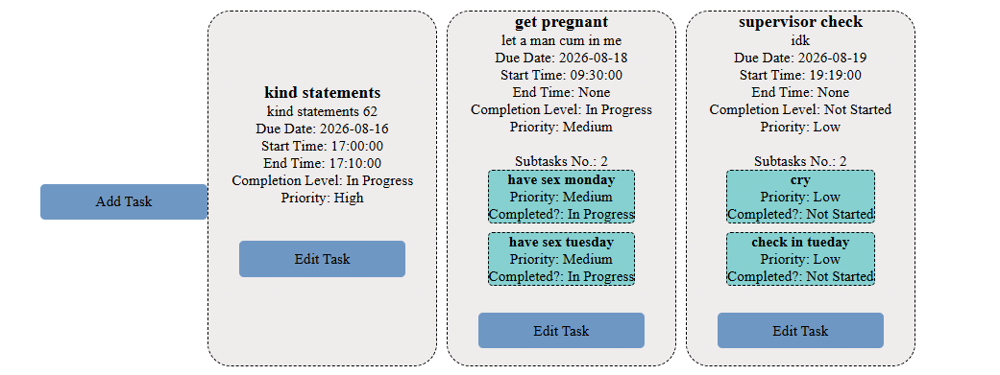 Add Task
kind statements
kind statements 62
Due Date: 2026-08-16
Start Time: 17:00:00
End Time: 17:10:00
Completion Level: In Progress
Priority: High
Edit Task
get pregnant
let a man cum in me
Due Date: 2026-08-18
Start Time: 09:30:00
End Time: None
Completion Level: In Progress
Priority: Medium
Subtasks No.: 2
have sex monday
Priority: Medium
Completed?: In Progress
have sex tuesday
Priority: Medium
Completed?: In Progress
Edit Task
supervisor check
idk
Due Date: 2026-08-19
Start Time: 19:19:00
End Time: None
Completion Level: Not Started
Priority: Low
Subtasks No.: 2
cry
Priority: Low
Completed?: Not Started
check in tueday
Priority: Low
Completed?: Not Started
Edit Task